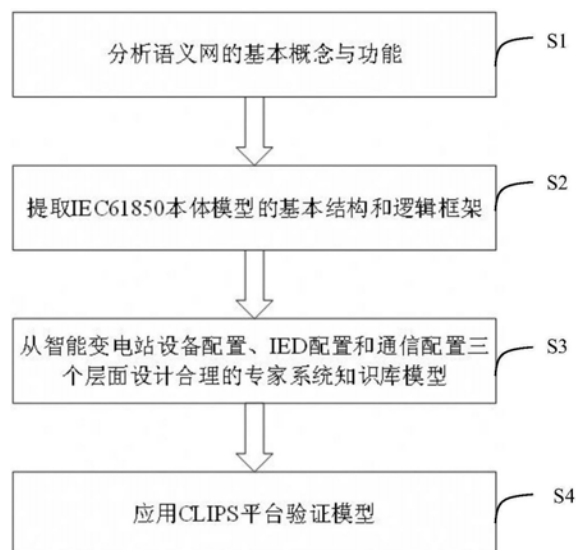 分析语义网的基本概念与功能
S1
提取IEC61850本体模型的基本结构和逻辑框架
S2
从智能变电站设备配置、IED配置和通信配置三
个层面设计合理的专家系统知识库模型
S3
应用CLIPS平台验证模型
S4